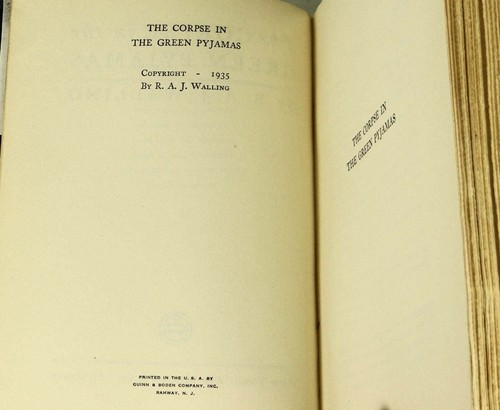 THE CORPSE IN
THE GREEN PYJAMAS
COPYRIGHT - 1935
BY R. A. J. WALLING
PRINTED IN THE U. S. A. BY
QUINN & BODEN COMPANY, INC.
RAHWAY, N. J.
THE CORPSE IN
THE GREEN PYJAMAS